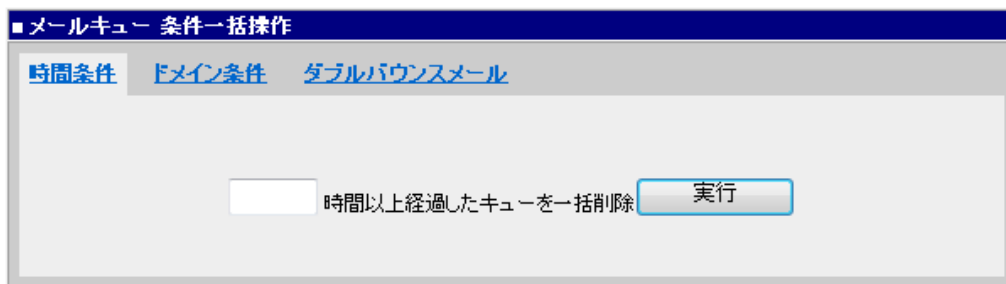 ■メールキュー 条件一括操作
時間条件 ドメイン条件 ダブルバウンスメール
時間以上経過したキューを一括削除 実行